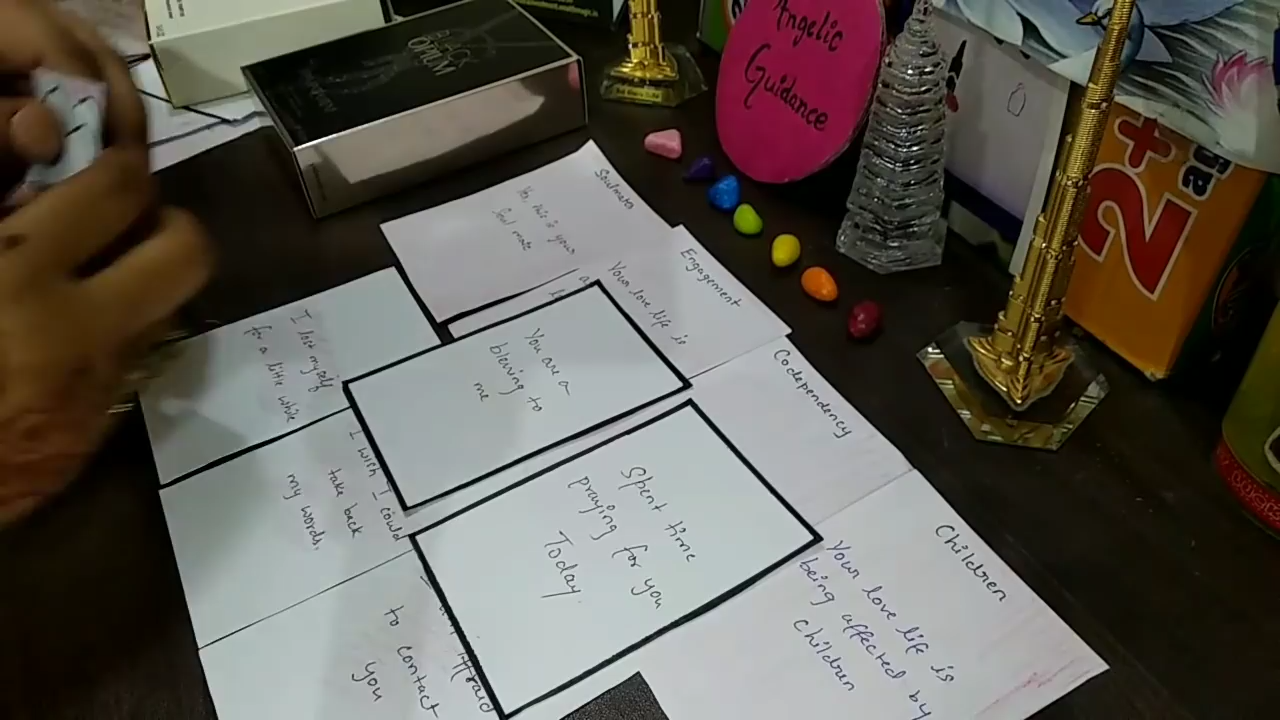 Angelic
Guidance
2+
Soulmates
Yes, this is your
Soul mate
Engagement
Your love life is
Codependency
Children
Your love life is
being affected by
children
You are a
blessing to
me
Spent time
praying for you
Today.
I lost myself
for a little while
I wish I could
take back
my words.
to contact
you